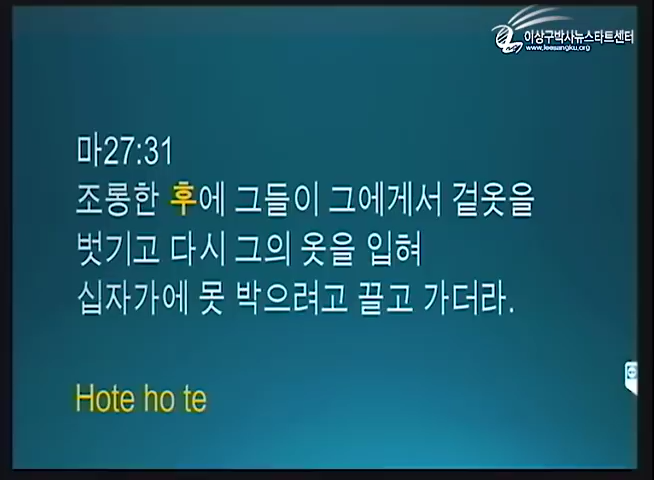 이상구박사뉴스타트센터
www.leesangku.org
마27:31
조롱한 후에 그들이 그에게서 겉옷을
벗기고 다시 그의 옷을 입혀
십자가에 못 박으려고 끌고 가더라.
Hote ho te